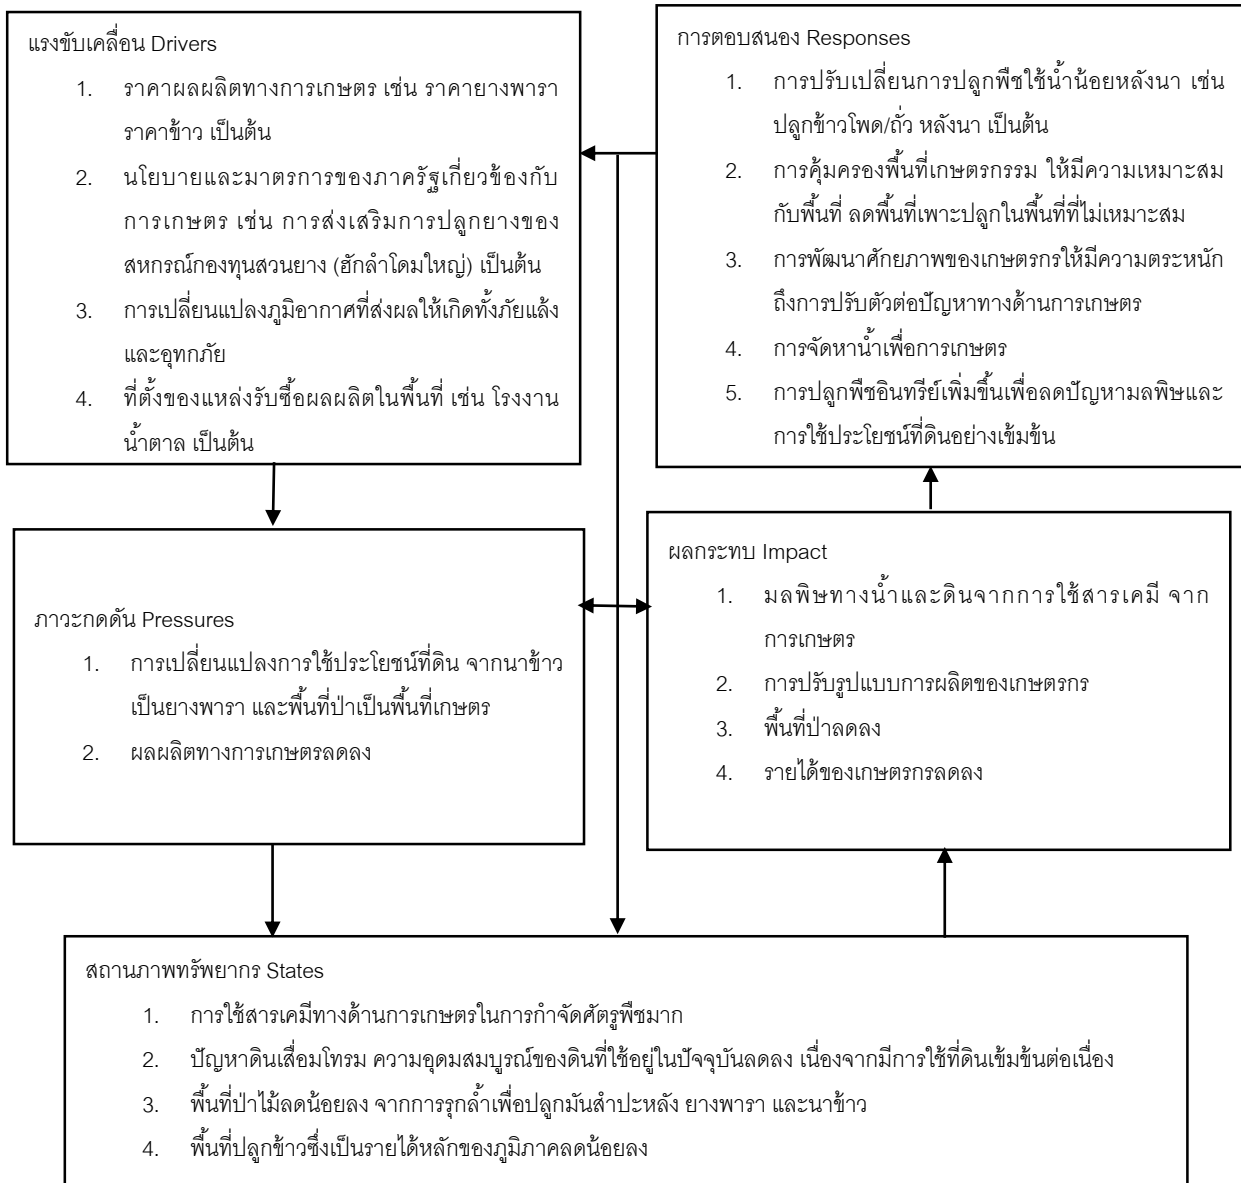 แรงขับเคลื่อน Drivers
1. ราคาผลผลิตทางการเกษตร เช่น ราคายางพารา
ราคาข้าว เป็นต้น
2. นโยบายและมาตรการของภาครัฐเกี่ยวข้องกับ
การเกษตร เช่น การส่งเสริมการปลูกยางของ
สหกรณ์กองทุนสวนยาง (ฮักลำโดมใหญ่) เป็นต้น
3. การเปลี่ยนแปลงภูมิอากาศที่ส่งผลให้เกิดทั้งภัยแล้ง
และอุทกภัย
4. ที่ตั้งของแหล่งรับซื้อผลผลิตในพื้นที่ เช่น โรงงาน
น้ำตาล เป็นต้น
การตอบสนอง Responses
1. การปรับเปลี่ยนการปลูกพืชใช้น้ำน้อยหลังนา เช่น
ปลูกข้าวโพด/ถั่ว หลังนา เป็นต้น
2. การคุ้มครองพื้นที่เกษตรกรรม ให้มีความเหมาะสม
กับพื้นที่ ลดพื้นที่เพาะปลูกในพื้นที่ที่ไม่เหมาะสม
3. การพัฒนาศักยภาพของเกษตรกรให้มีความตระหนัก
ถึงการปรับตัวต่อปัญหาทางด้านการเกษตร
4. การจัดหาน้ำเพื่อการเกษตร
5. การปลูกพืชอินทรีย์เพิ่มขึ้นเพื่อลดปัญหามลพิษและ
การใช้ประโยชน์ที่ดินอย่างเข้มข้น
ภาวะกดดัน Pressures
1. การเปลี่ยนแปลงการใช้ประโยชน์ที่ดิน จากนาข้าว
เป็นยางพารา และพื้นที่ป่าเป็นพื้นที่เกษตร
2. ผลผลิตทางการเกษตรลดลง
ผลกระทบ Impact
1. มลพิษทางน้ำและดินจากการใช้สารเคมี จาก
การเกษตร
2. การปรับรูปแบบการผลิตของเกษตรกร
3. พื้นที่ป่าลดลง
4. รายได้ของเกษตรกรลดลง
สถานภาพทรัพยากร States
1. การใช้สารเคมีทางด้านการเกษตรในการกำจัดศัตรูพืชมาก
2. ปัญหาดินเสื่อมโทรม ความอุดมสมบูรณ์ของดินที่ใช้อยู่ในปัจจุบันลดลง เนื่องจากมีการใช้ที่ดินเข้มข้นต่อเนื่อง
3. พื้นที่ป่าไม้ลดน้อยลง จากการรุกล้ำเพื่อปลูกมันสำปะหลัง ยางพารา และนาข้าว
4. พื้นที่ปลูกข้าวซึ่งเป็นรายได้หลักของภูมิภาคลดน้อยลง